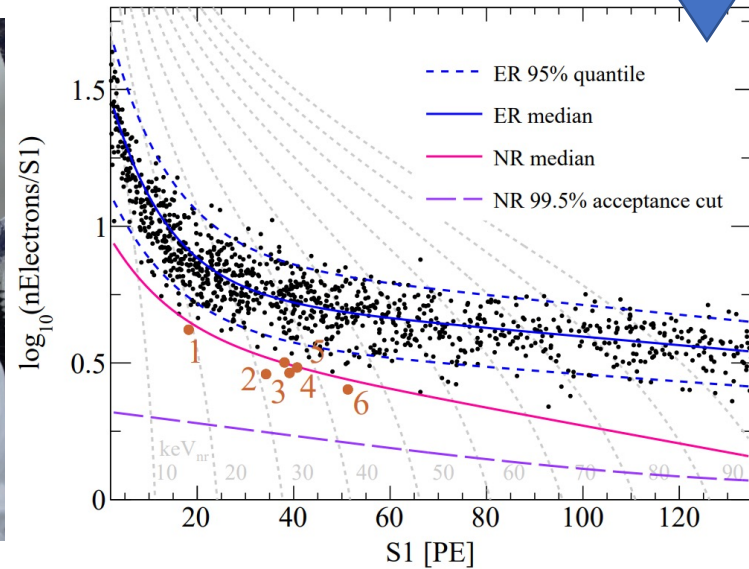 ER 95% quantile
1.5
ER median
NR median
NR 99.5% acceptance cut
1
log10(nElectrons/S1)
0.5
1 2 3 4 5 6
keVnr
10 20 30 40 50 60 70 80 90
0
20 40 60 80 100 120
S1 [PE]